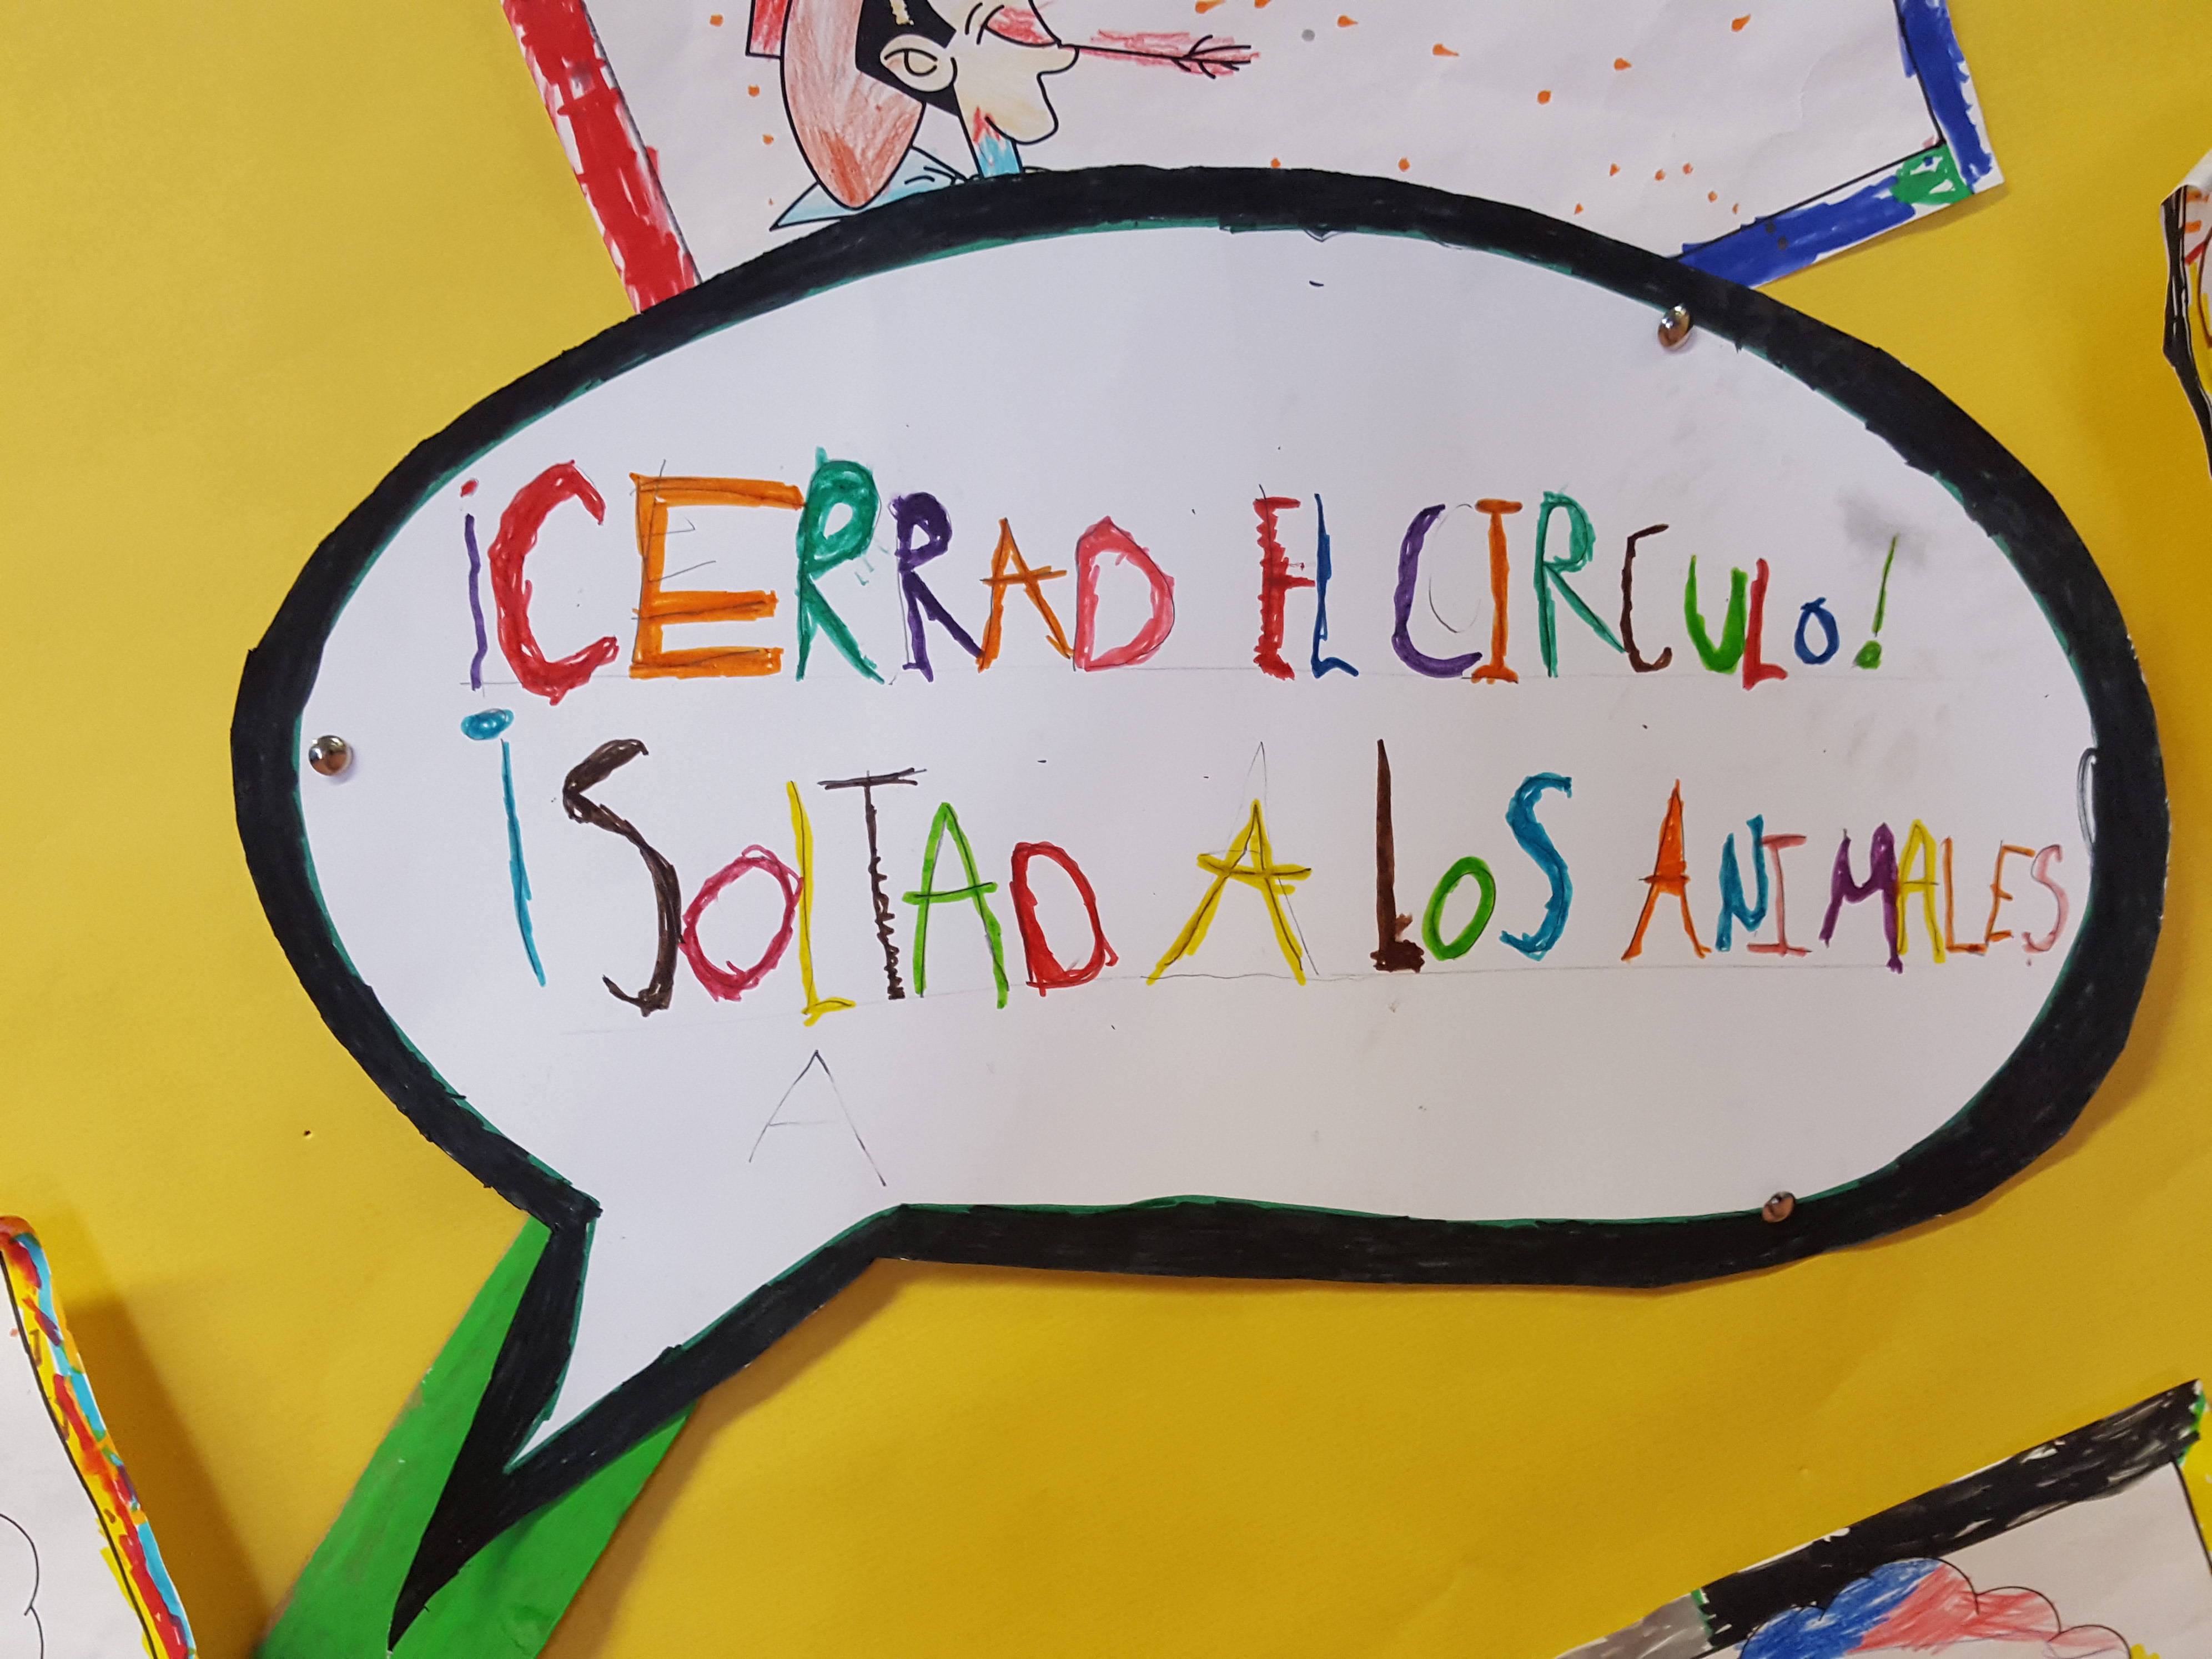 ¡CERRAD EL CIRCULO!
¡SOLTAD A LOS ANIMALES
A